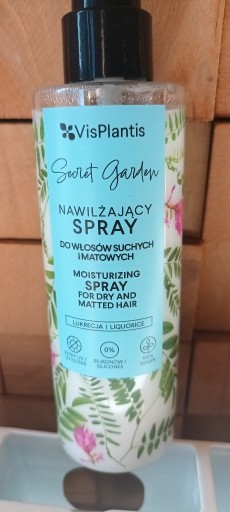 VisPlantis
Secret Garden
NAWILŻAJĄCY
SPRAY
DO WŁOSÓW SUCHYCH
I MATOWYCH
MOISTURIZING
SPRAY
FOR DRY AND
MATTED HAIR
LUKRECJA | LIQUORICE
0%
SILIKONÓW /
SILICONES